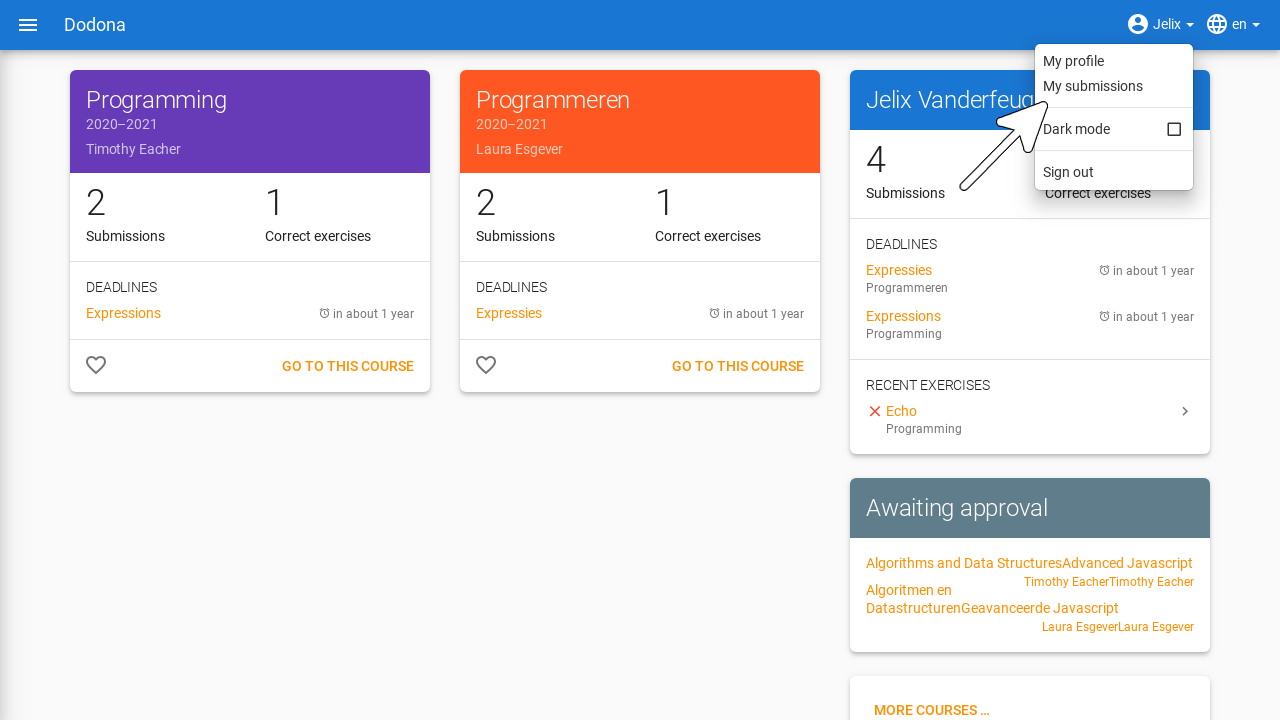 Dodona
Jelix
en
My profile
My submissions
Dark mode
Sign out
Programming
2020–2021
Timothy Eacher
2
1
Submissions
Correct exercises
DEADLINES
Expressions
in about 1 year
GO TO THIS COURSE
Programmeren
2020–2021
Laura Esgever
2
1
Submissions
Correct exercises
DEADLINES
Expressies
in about 1 year
GO TO THIS COURSE
Jelix Vanderfeug
4
Submissions
Correct exercises
DEADLINES
Expressies
in about 1 year
Programmeren
Expressions
in about 1 year
Programming
RECENT EXERCISES
Echo
Programming
Awaiting approval
Algorithms and Data StructuresAdvanced Javascript
Timothy EacherTimothy Eacher
Algoritmen en
DatastructurenGeavanceerde Javascript
Laura EsgeverLaura Esgever
MORE COURSES ...